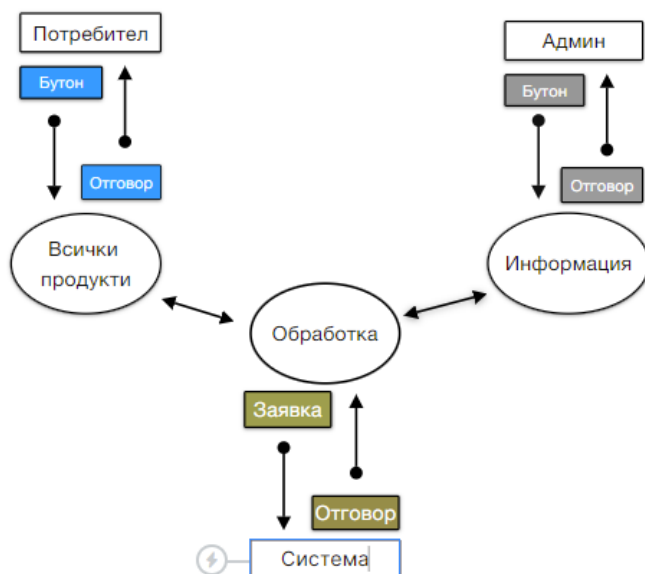 Потребител
Админ
Бутон
Бутон
Отговор
Отговор
Всички
продукти
Информация
Обработка
Заявка
Отговор
Система